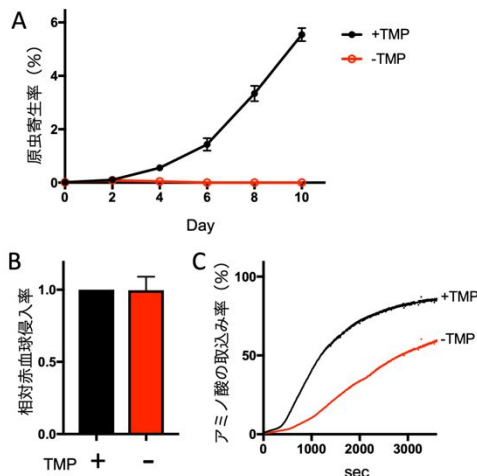 A
+TMP
-TMP
原虫寄生率（%）
6
4
2
0
0 2 4 6 8 10
Day
B
相対赤血球侵入率
1.0
0.5
0.0
TMP + −
C
アミノ酸の取込み率（%）
100
50
0
+TMP
-TMP
0 1000 2000 3000
sec